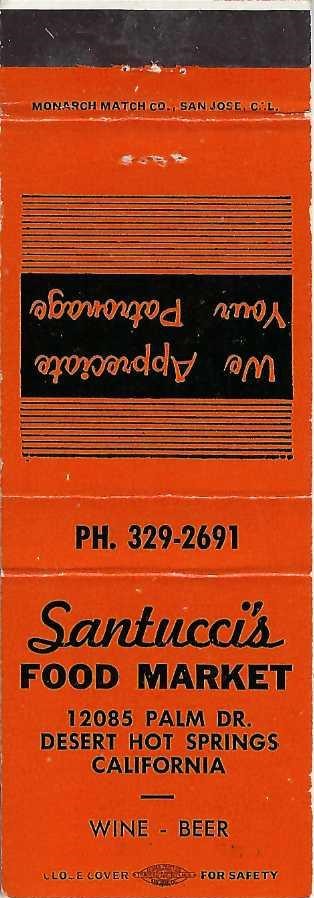 MONARCH MATCH CO., SAN JOSE, CAL.
We Appreciate
Your Patronage
PH. 329-2691
Santucci's
FOOD MARKET
12085 PALM DR.
DESERT HOT SPRINGS
CALIFORNIA
—
WINE - BEER
CLOSE COVER FOR SAFETY